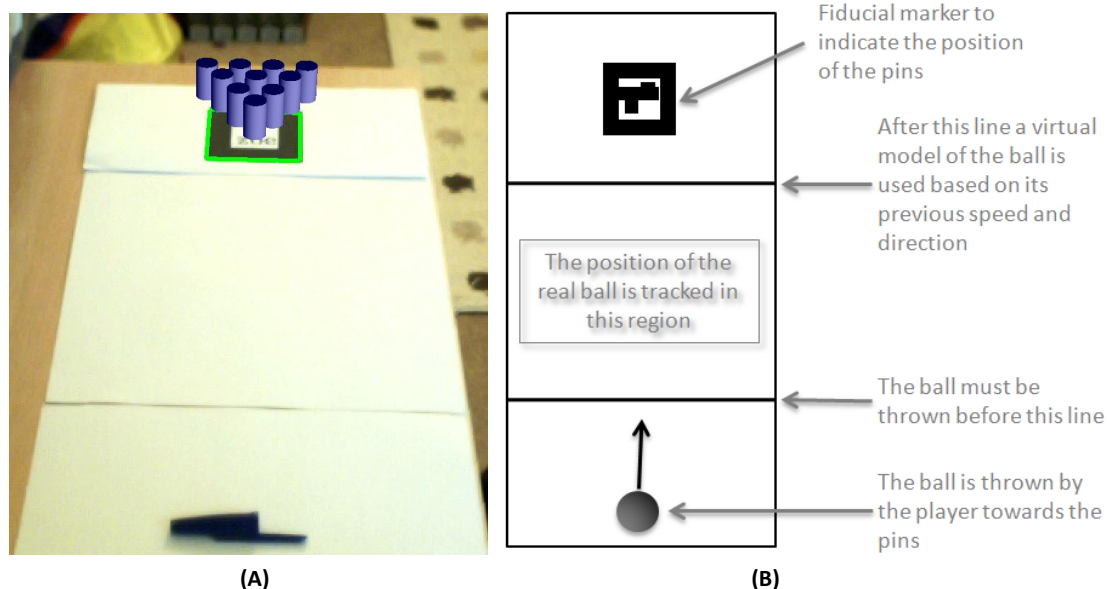 Fiducial marker to
indicate the position
of the pins
After this line a virtual
model of the ball is
used based on its
previous speed and
direction
The position of the
real ball is tracked in
this region
The ball must be
thrown before this line
The ball is thrown by
the player towards the
pins
(A)
(B)